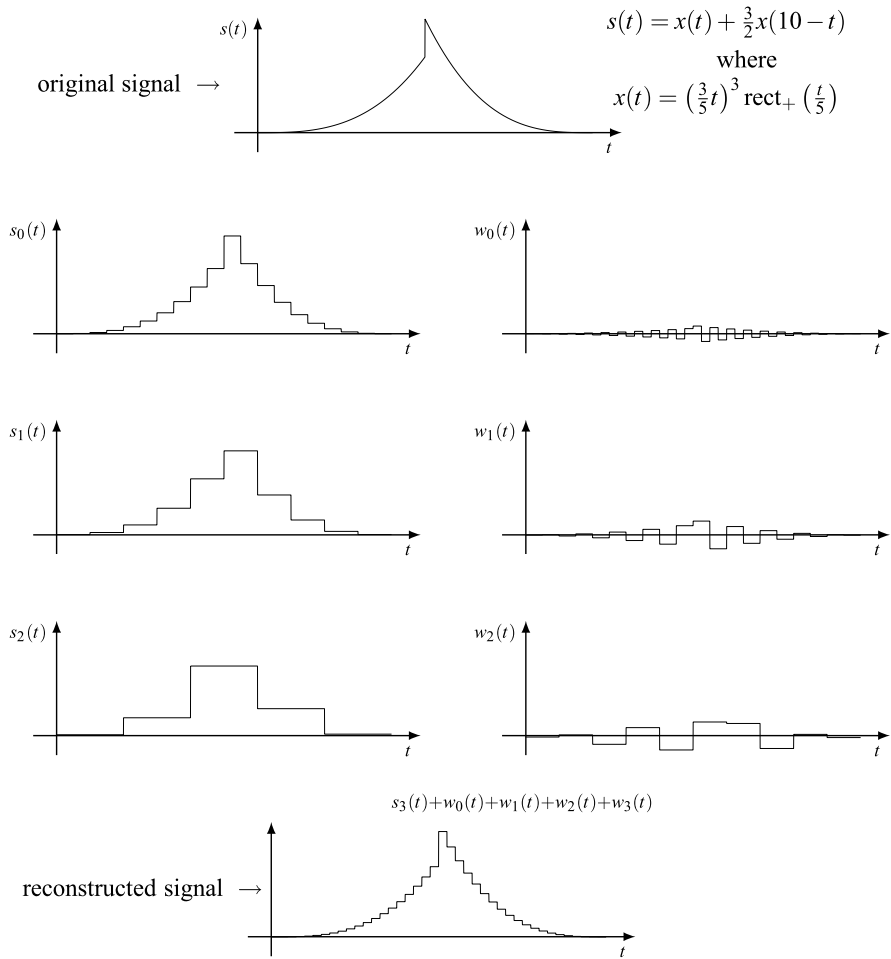 s(t)
s(t) = x(t) + 3/2 x(10 − t)
where
x(t) = (3/5 t)³ rect₊ (t/5)
original signal →
t
s₀(t)
w₀(t)
t
t
s₁(t)
w₁(t)
t
t
s₂(t)
w₂(t)
t
t
s₃(t)+w₀(t)+w₁(t)+w₂(t)+w₃(t)
reconstructed signal →
t